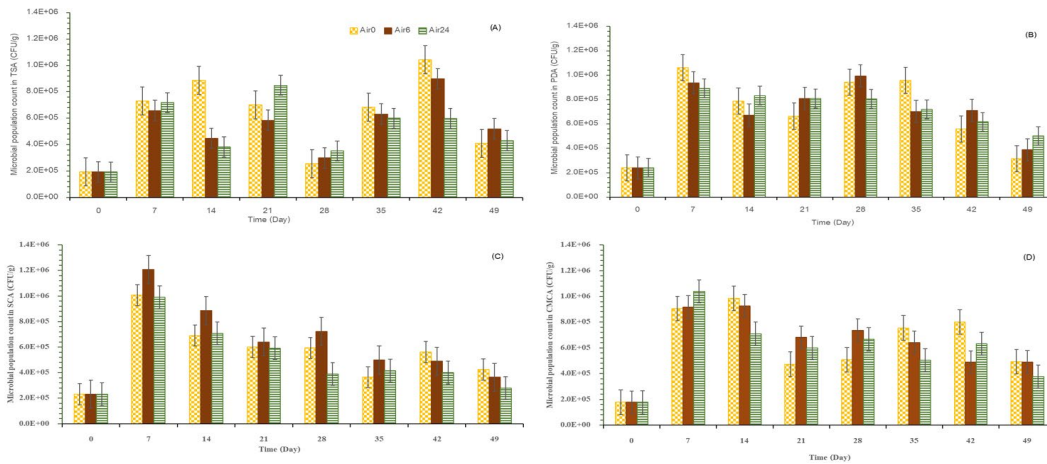 Microbial population count in TSA (CFU/g)
1.4E+06
1.2E+06
1.0E+06
8.0E+05
6.0E+05
4.0E+05
2.0E+05
0.0E+00
Air0 Air6 Air24
(A)
0 7 14 21 28 35 42 49
Time (Day)
Microbial population count in PDA (CFU/g)
1.4E+06
1.2E+06
1.0E+06
8.0E+05
6.0E+05
4.0E+05
2.0E+05
0.0E+00
(B)
0 7 14 21 28 35 42 49
Time (Day)
Microbial population count in SCA (CFU/g)
1.4E+06
1.2E+06
1.0E+06
8.0E+05
6.0E+05
4.0E+05
2.0E+05
0.0E+00
(C)
0 7 14 21 28 35 42 49
Time (Day)
Microbial population count in CMCA (CFU/g)
1.4E+06
1.2E+06
1.0E+06
8.0E+05
6.0E+05
4.0E+05
2.0E+05
0.0E+00
(D)
0 7 14 21 28 35 42 49
Time (Day)